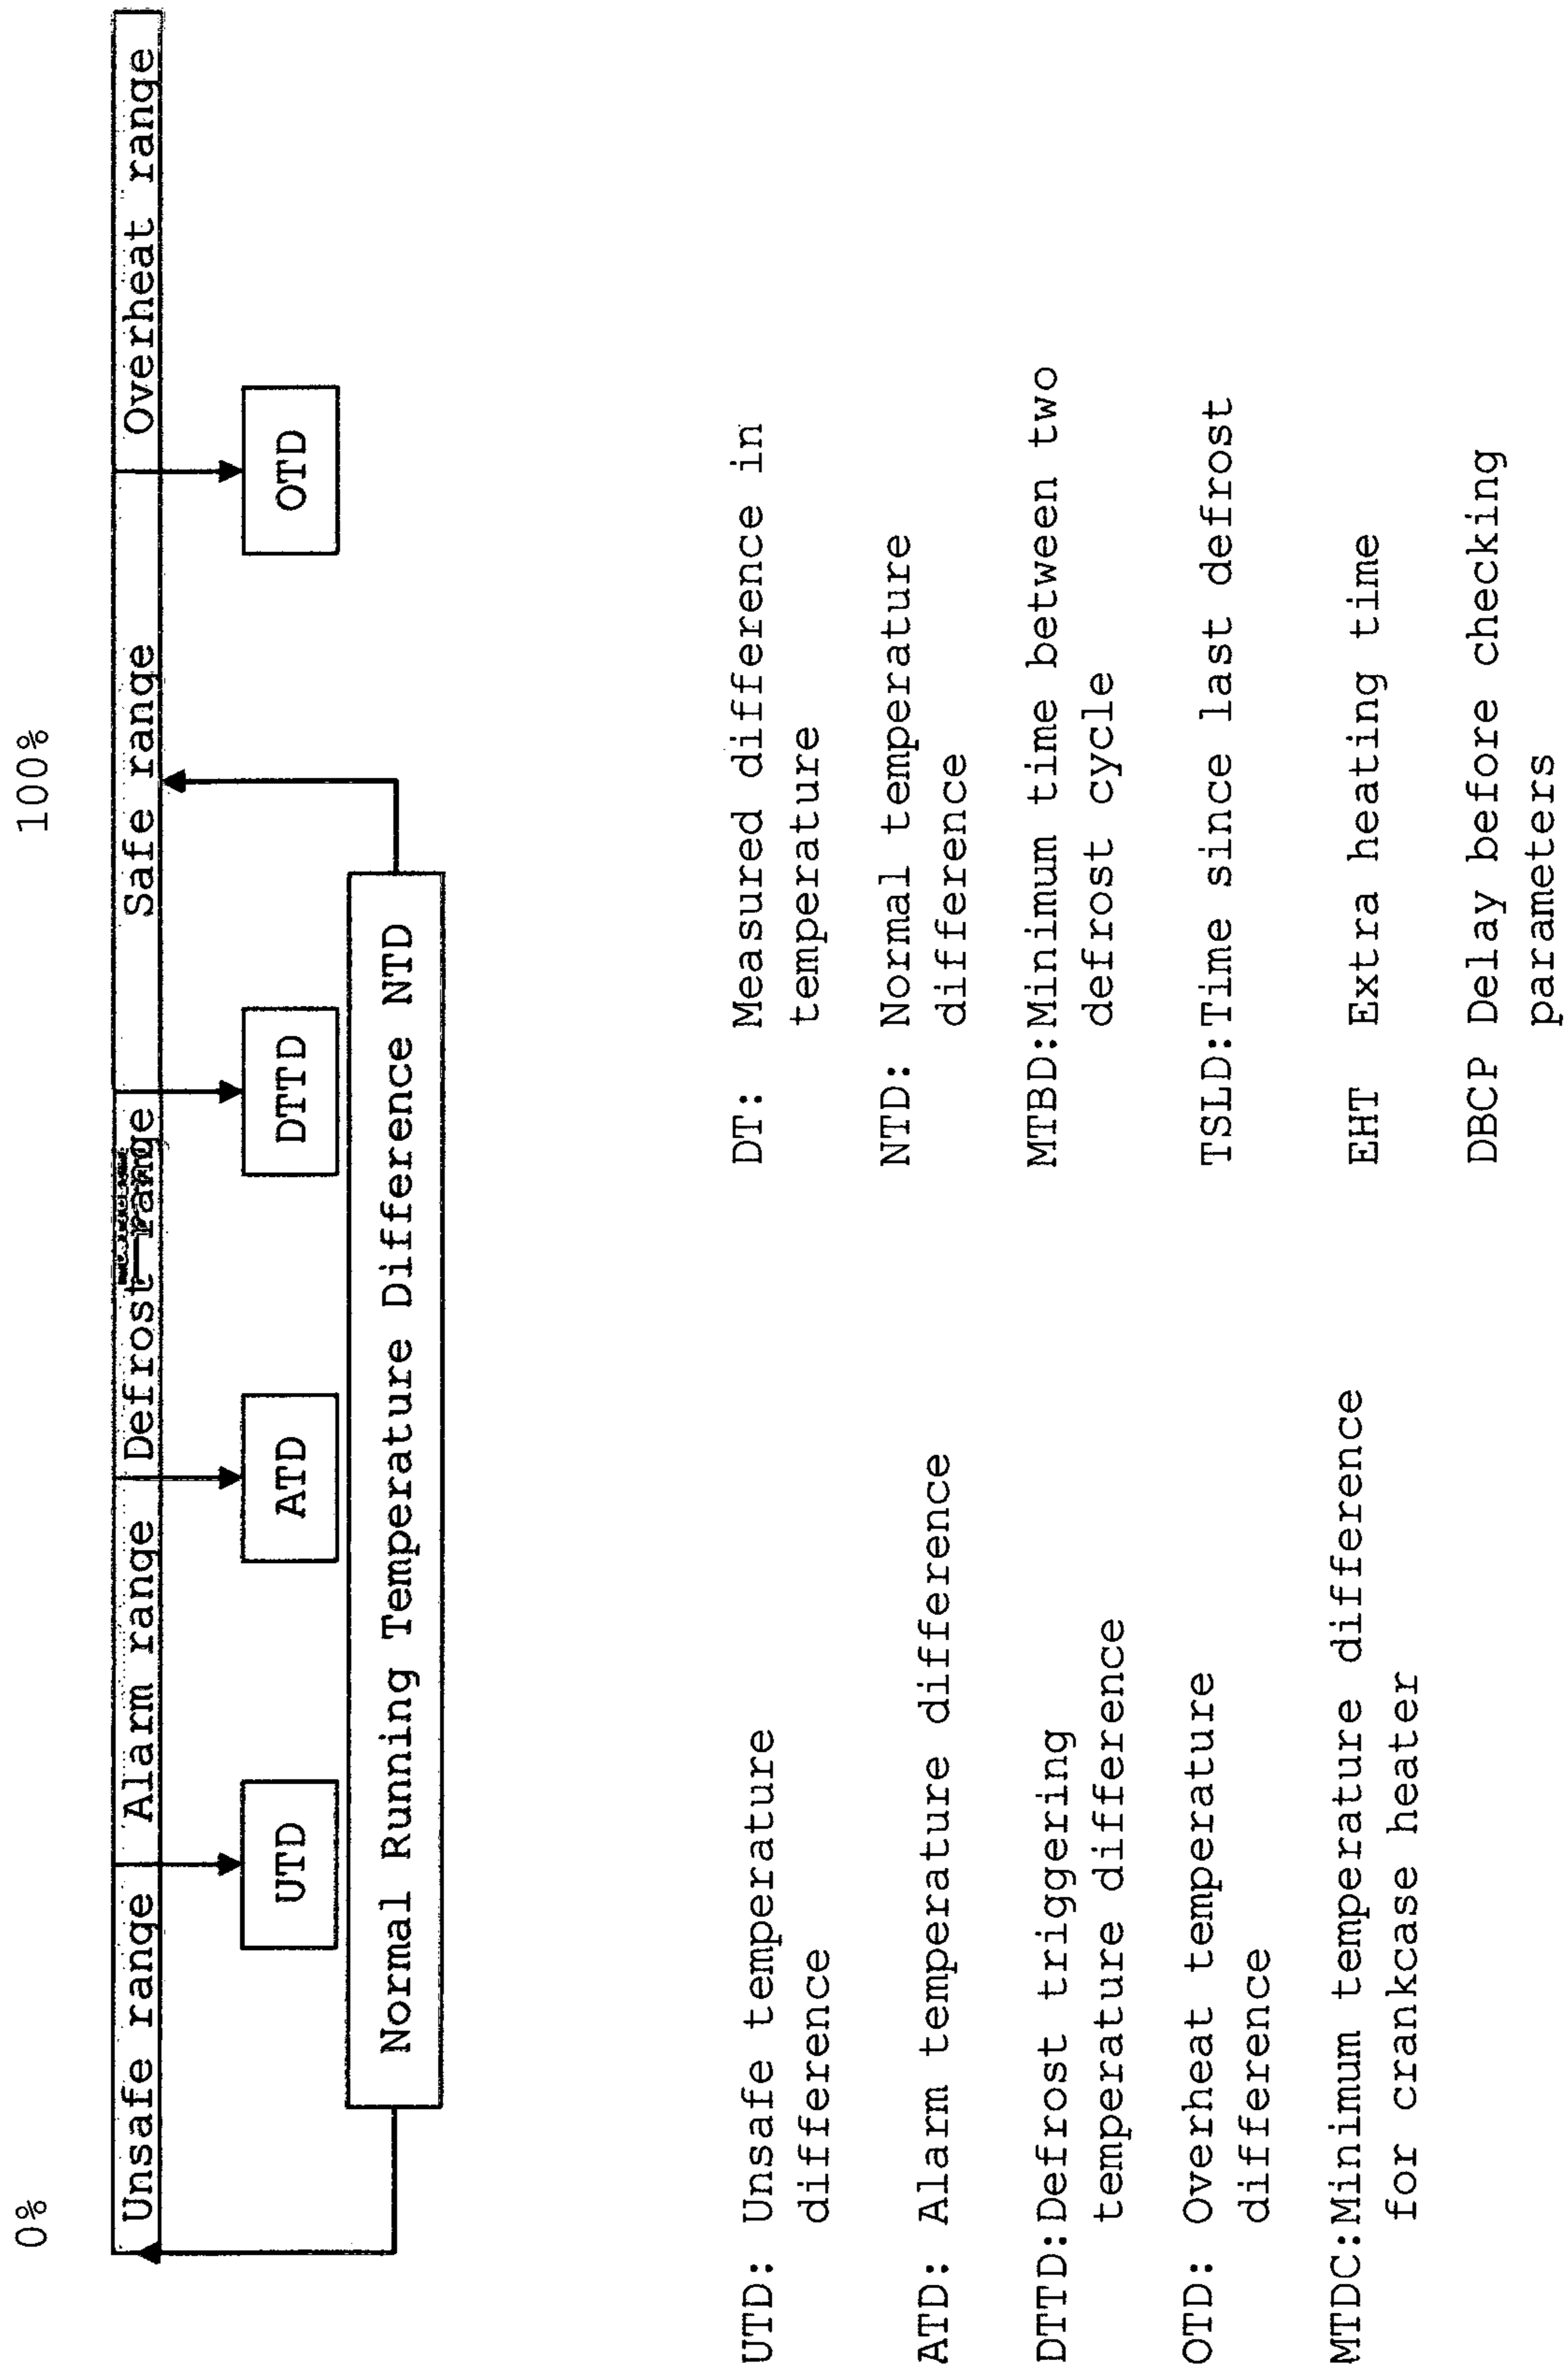 0%
100%
Unsafe range
Alarm range
Defrost range
Safe range
Overheat range
UTD
ATD
DTTD
OTD
Normal Running Temperature Difference NTD
UTD: Unsafe temperature
difference
ATD: Alarm temperature difference
DTTD:Defrost triggering
temperature difference
OTD: Overheat temperature
difference
MTDC:Minimum temperature difference
for crankcase heater
DT: Measured difference in
temperature
NTD: Normal temperature
difference
MTBD:Minimum time between two
defrost cycle
TSLD:Time since last defrost
EHT Extra heating time
DBCP Delay before checking
parameters